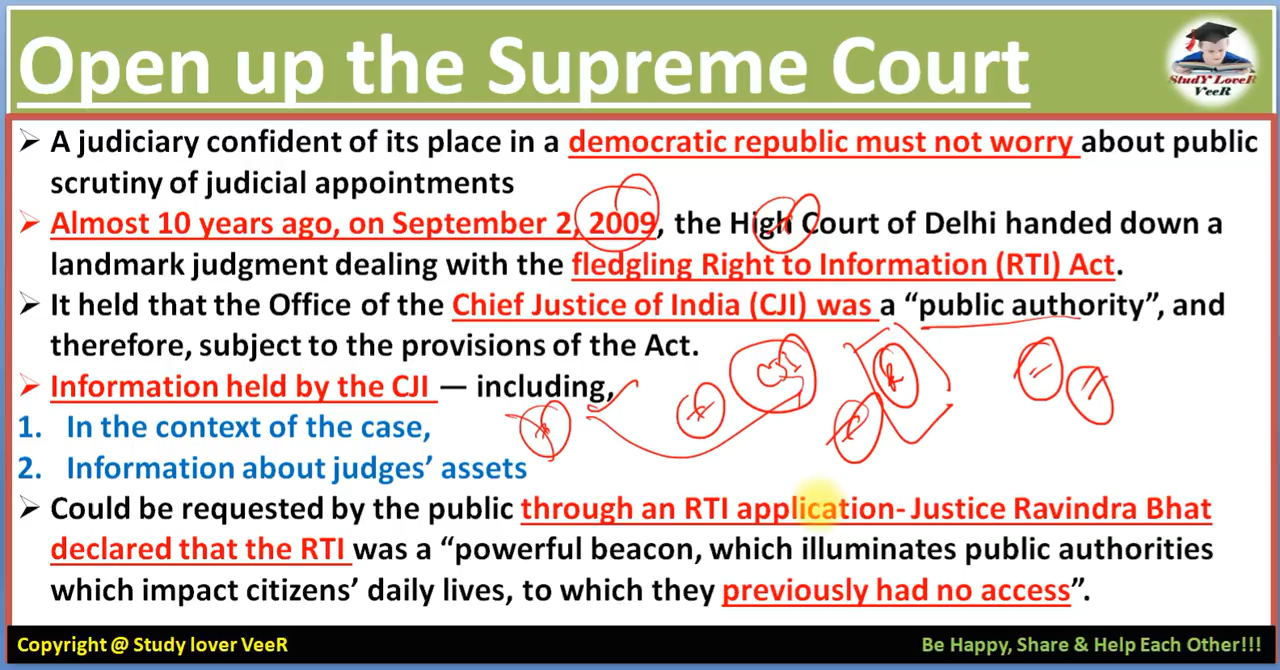 Open up the Supreme Court
StudY LoveR
VeeR
➢ A judiciary confident of its place in a democratic republic must not worry about public
scrutiny of judicial appointments
➢ Almost 10 years ago, on September 2, 2009, the High Court of Delhi handed down a
landmark judgment dealing with the fledgling Right to Information (RTI) Act.
➢ It held that the Office of the Chief Justice of India (CJI) was a “public authority”, and
therefore, subject to the provisions of the Act.
➢ Information held by the CJI — including,
1. In the context of the case,
2. Information about judges’ assets
➢ Could be requested by the public through an RTI application- Justice Ravindra Bhat
declared that the RTI was a “powerful beacon, which illuminates public authorities
which impact citizens’ daily lives, to which they previously had no access”.
Copyright @ Study lover VeeR
Be Happy, Share & Help Each Other!!!